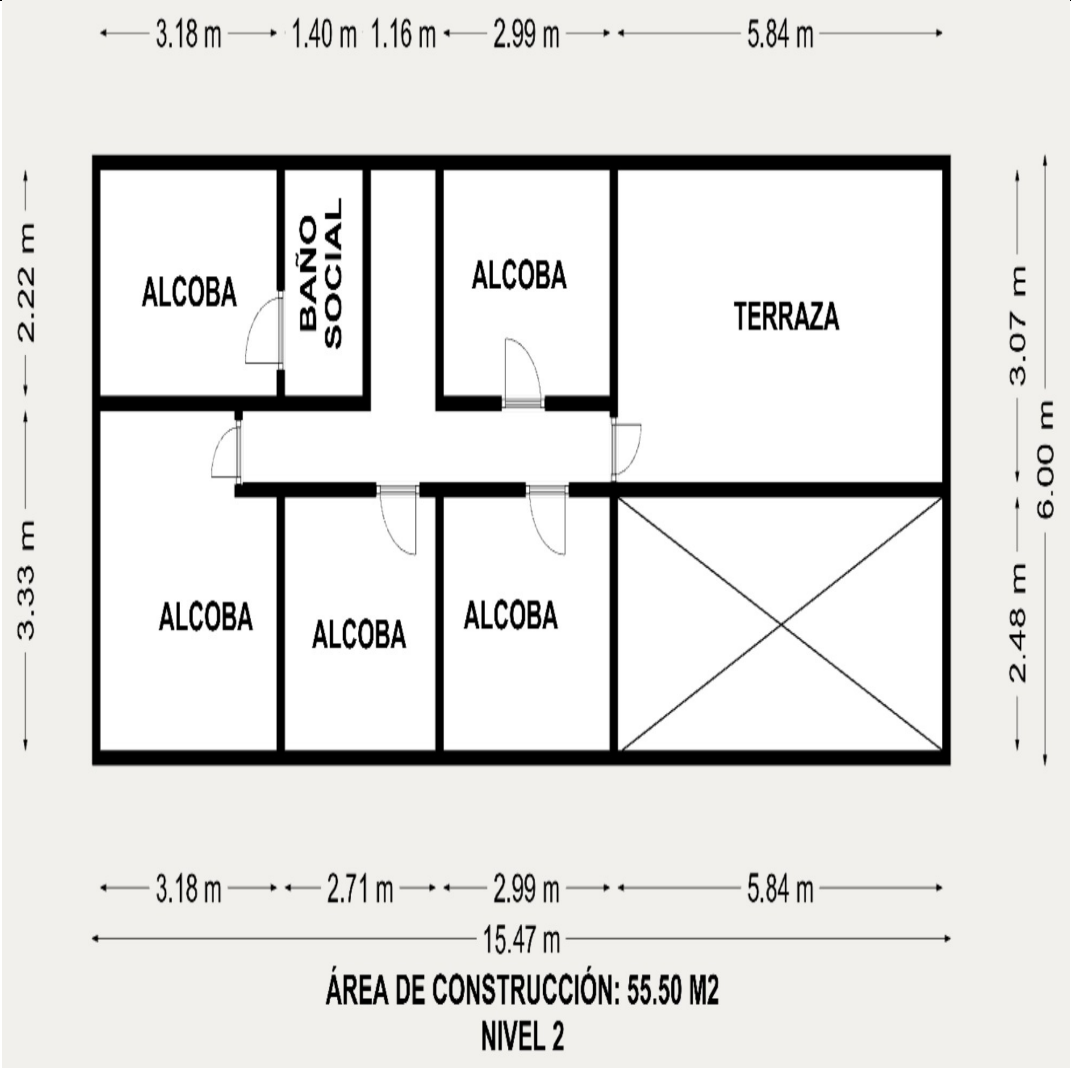 3.18 m 1.40 m 1.16 m 2.99 m 5.84 m
2.22 m
3.33 m
ALCOBA
BAÑO
SOCIAL
ALCOBA
TERRAZA
ALCOBA
ALCOBA
ALCOBA
3.07 m
2.48 m
6.00 m
3.18 m 2.71 m 2.99 m 5.84 m
15.47 m
ÁREA DE CONSTRUCCIÓN: 55.50 M2
NIVEL 2